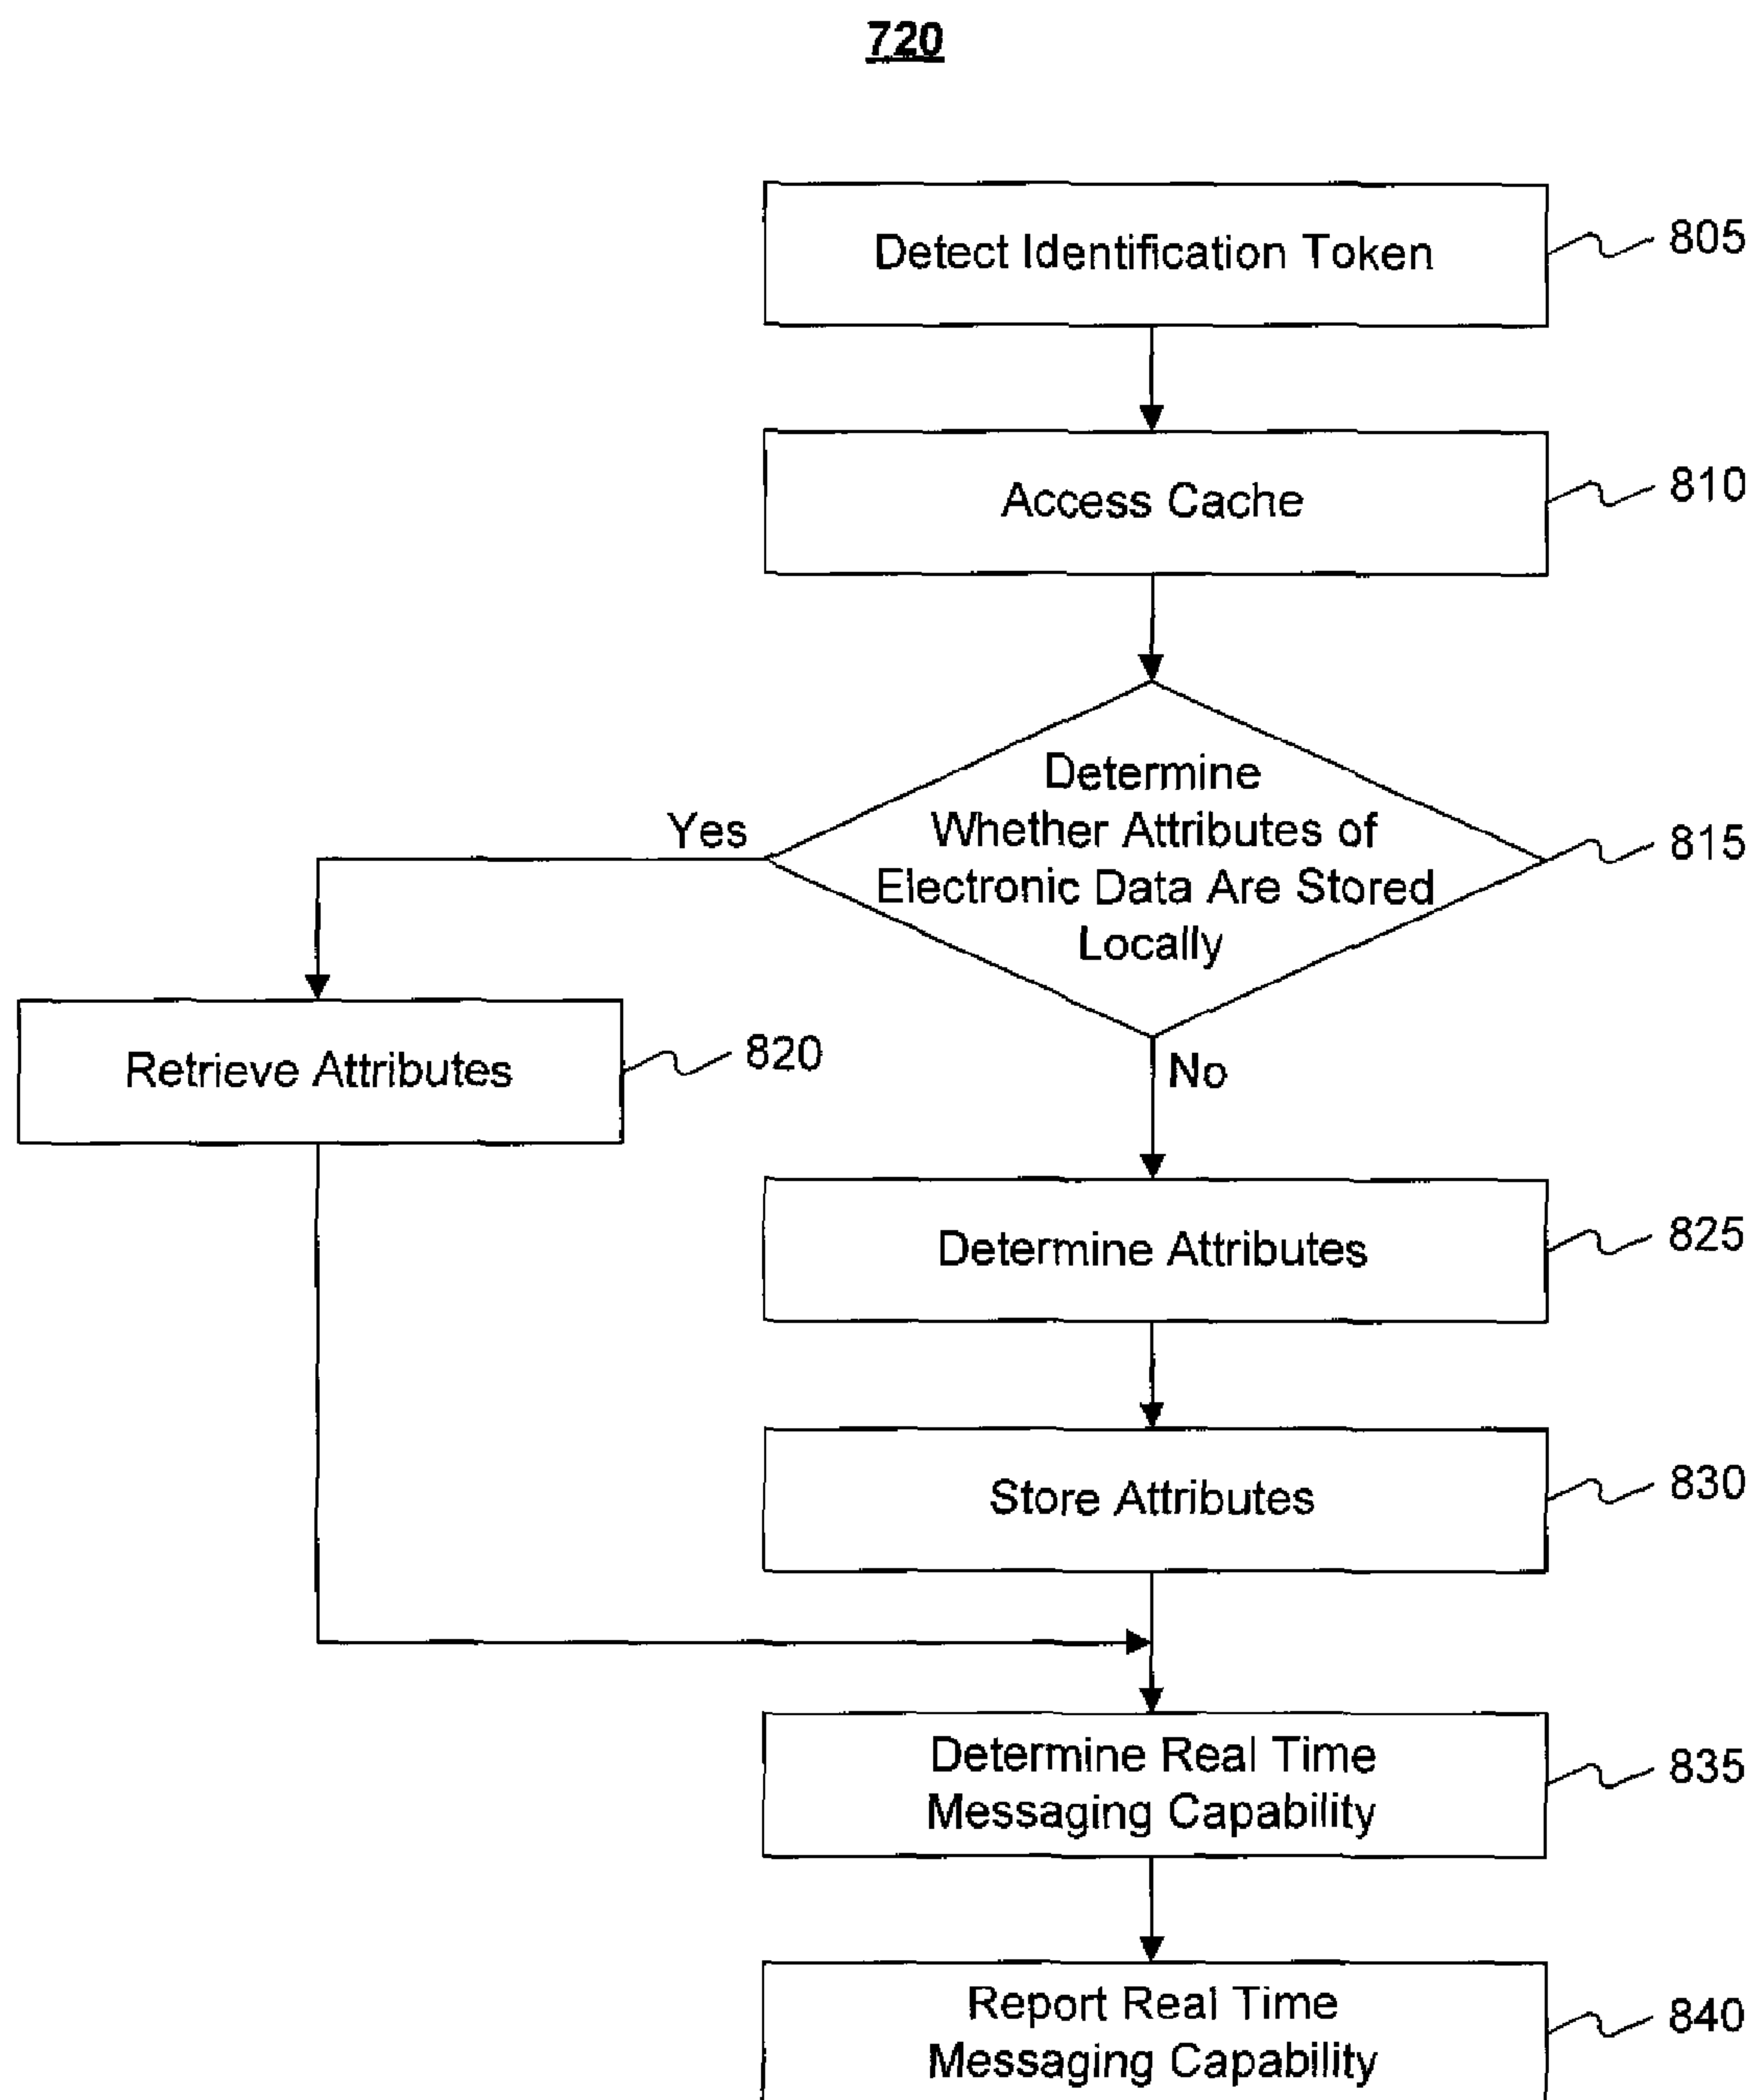 720
Detect Identification Token
805
Access Cache
810
Determine
Whether Attributes of
Electronic Data Are Stored
Locally
815
Yes
No
Retrieve Attributes
820
Determine Attributes
825
Store Attributes
830
Determine Real Time
Messaging Capability
835
Report Real Time
Messaging Capability
840